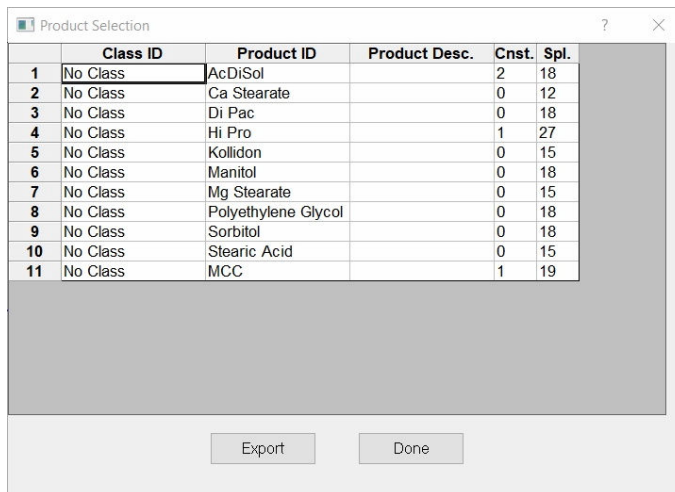 Product Selection ? ×
Class ID Product ID Product Desc. Cnst. Spl.
1 No Class AcDiSol 2 18
2 No Class Ca Stearate 0 12
3 No Class Di Pac 0 18
4 No Class Hi Pro 1 27
5 No Class Kollidon 0 15
6 No Class Manitol 0 18
7 No Class Mg Stearate 0 15
8 No Class Polyethylene Glycol 0 18
9 No Class Sorbitol 0 18
10 No Class Stearic Acid 0 15
11 No Class MCC 1 19
Export Done